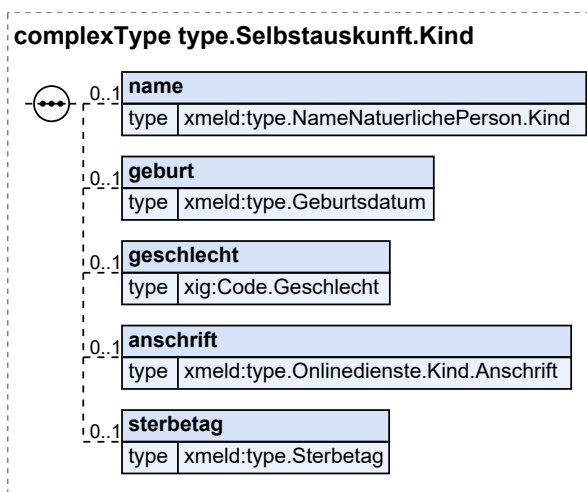 complexType type.Selbstauskunft.Kind
0..1 name
type xmeld:type.NameNatuerlichePerson.Kind
0..1 geburt
type xmeld:type.Geburtsdatum
0..1 geschlecht
type xig:Code.Geschlecht
0..1 anschrift
type xmeld:type.Onlinedienste.Kind.Anschrift
0..1 sterbetag
type xmeld:type.Sterbetag